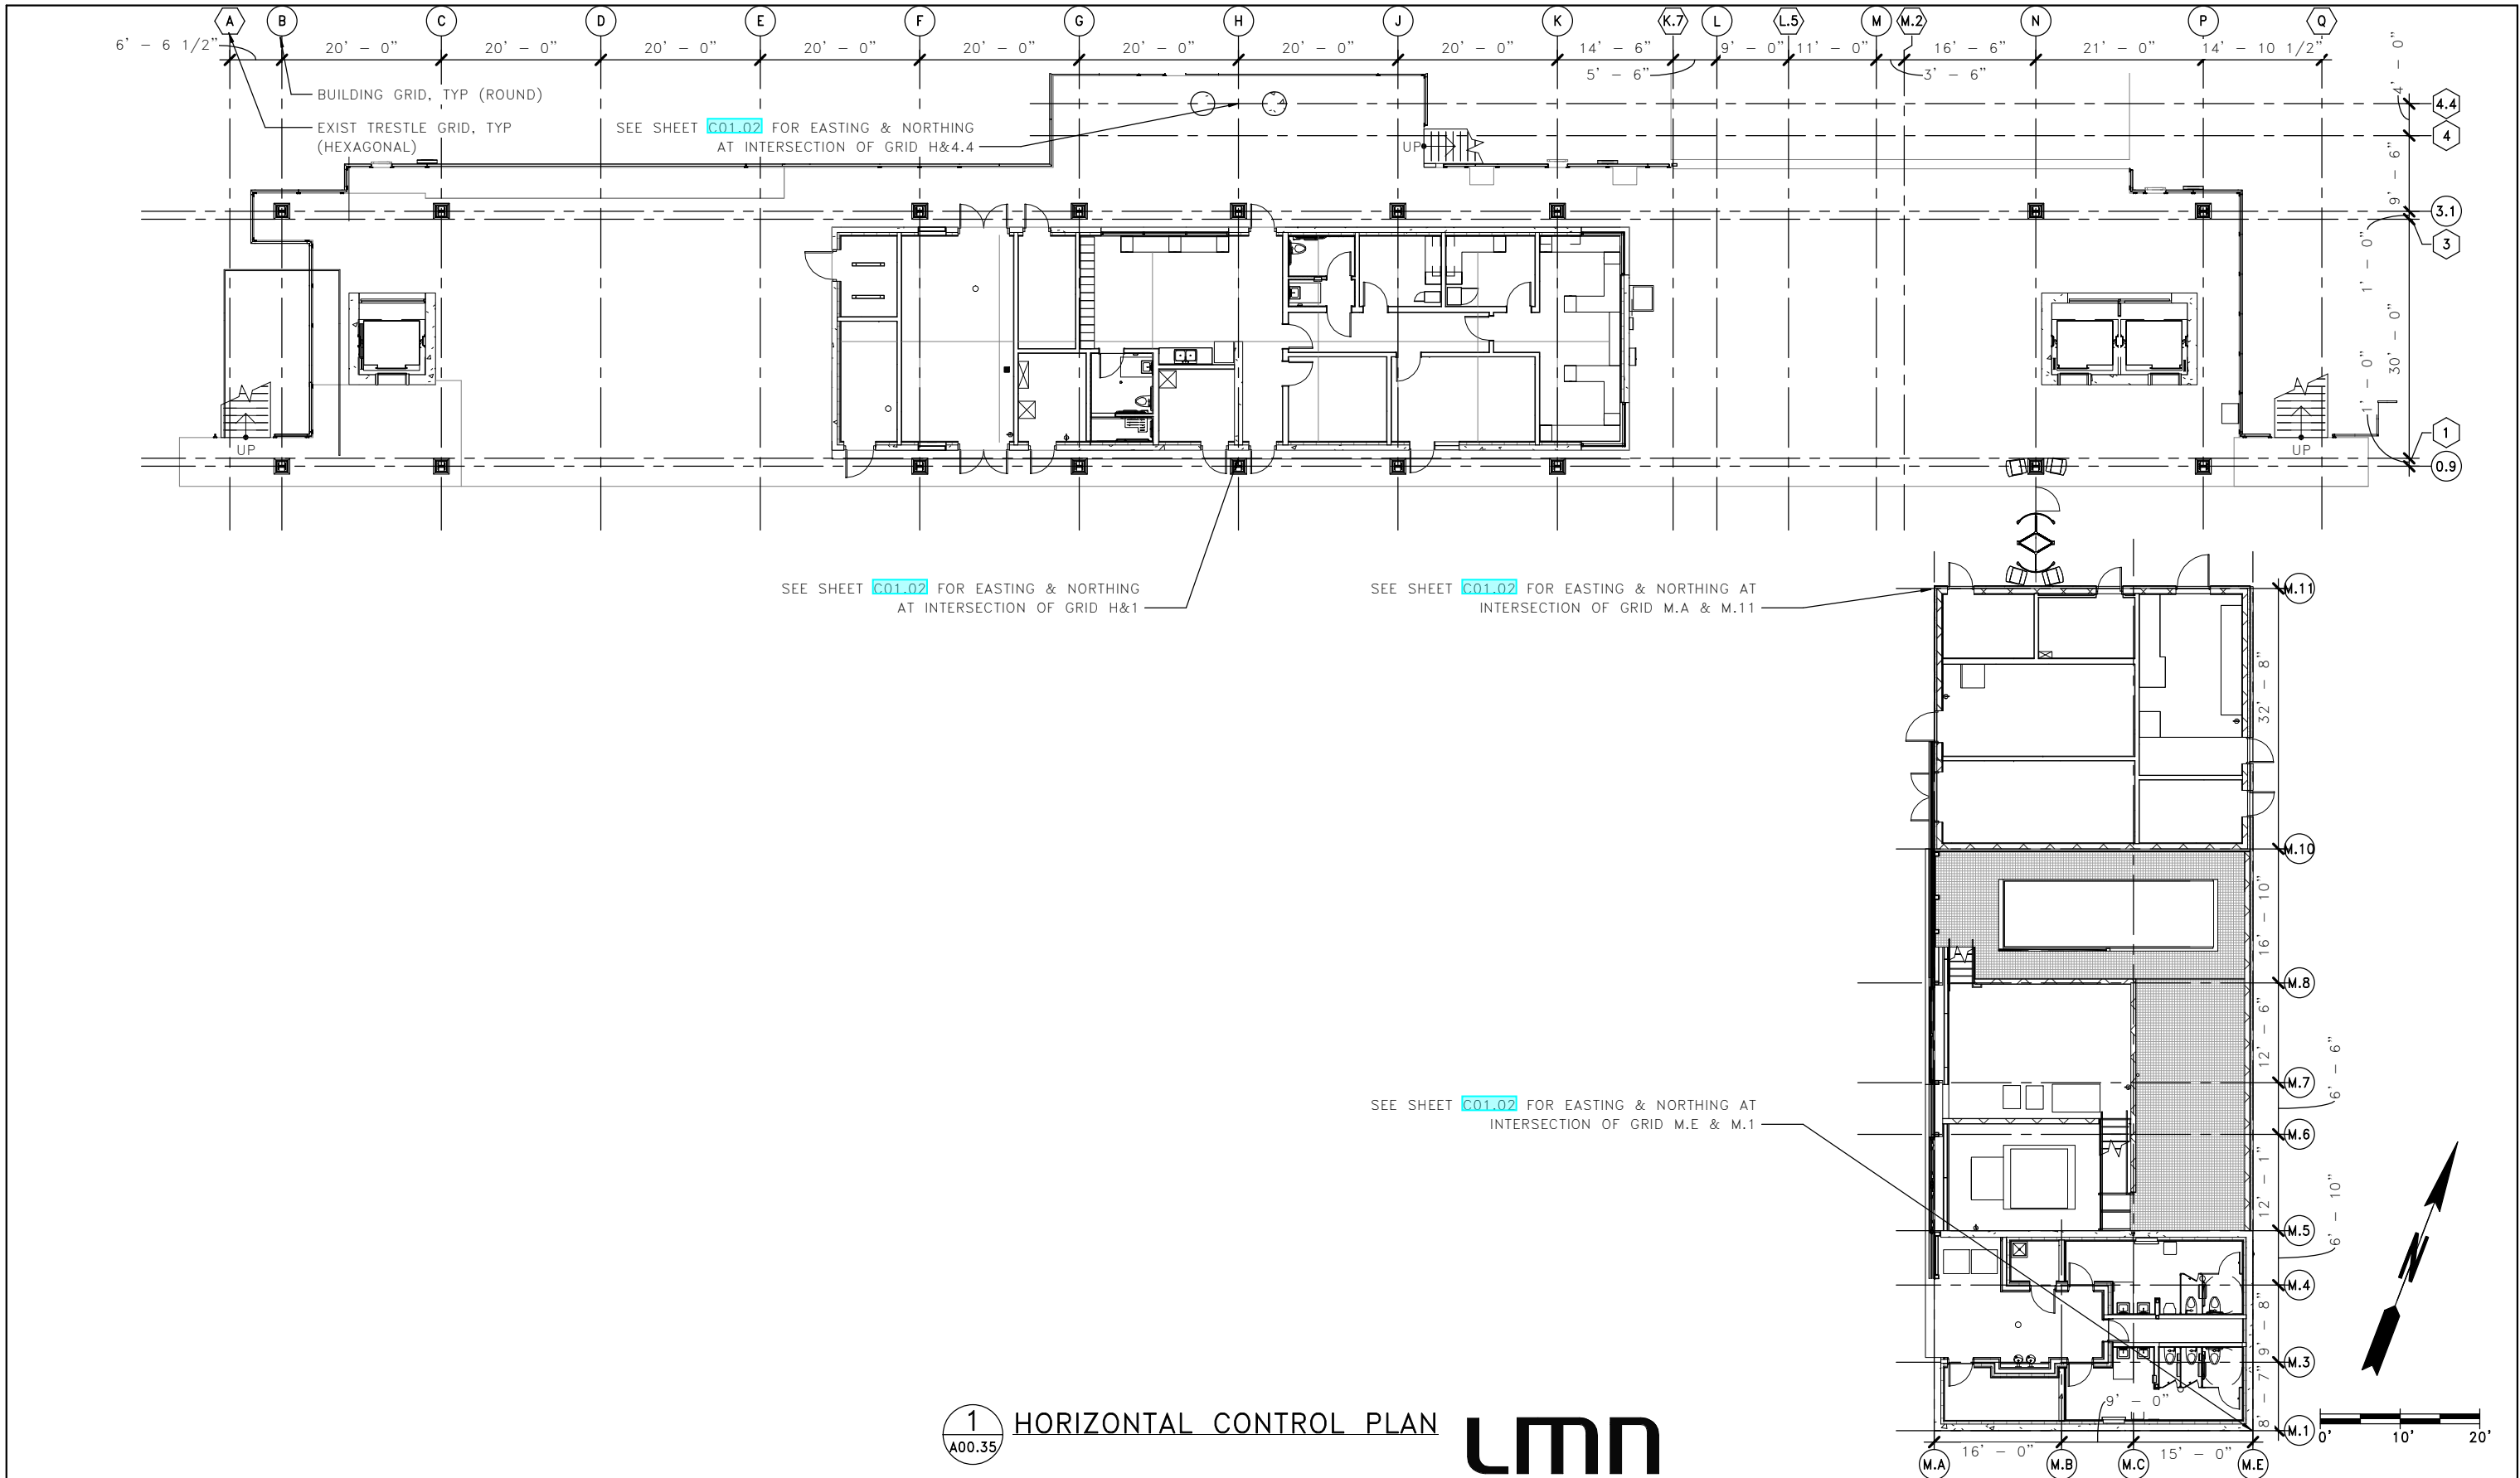 A B C D E F G H J K K.7 L L.5 M M.2 N P Q
6' - 6 1/2" 20' - 0" 20' - 0" 20' - 0" 20' - 0" 20' - 0" 20' - 0" 20' - 0" 20' - 0" 14' - 6" 9' - 0" 11' - 0" 16' - 6" 21' - 0" 14' - 10 1/2"
5' - 6" 3' - 6"
4' - 0"
BUILDING GRID, TYP (ROUND)
EXIST TRESTLE GRID, TYP
(HEXAGONAL)
SEE SHEET C01.02 FOR EASTING & NORTHING
AT INTERSECTION OF GRID H&4.4
4.4
4
UP
9' - 6"
3.1
3
1' - 0"
30' - 0"
1' - 0"
1
0.9
UP
UP
SEE SHEET C01.02 FOR EASTING & NORTHING
AT INTERSECTION OF GRID H&1
SEE SHEET C01.02 FOR EASTING & NORTHING AT
INTERSECTION OF GRID M.A & M.11
M.11
32' - 8"
M.10
16' - 10"
M.8
12' - 6"
M.7
6' - 6"
SEE SHEET C01.02 FOR EASTING & NORTHING AT
INTERSECTION OF GRID M.E & M.1
M.6
12' - 1"
M.5
6' - 10"
M.4
9' - 8"
M.3
8' - 7"
M.1
9' - 0"
16' - 0" 15' - 0"
M.A M.B M.C M.E
N
0' 10' 20'
1
A00.35
HORIZONTAL CONTROL PLAN
LMN